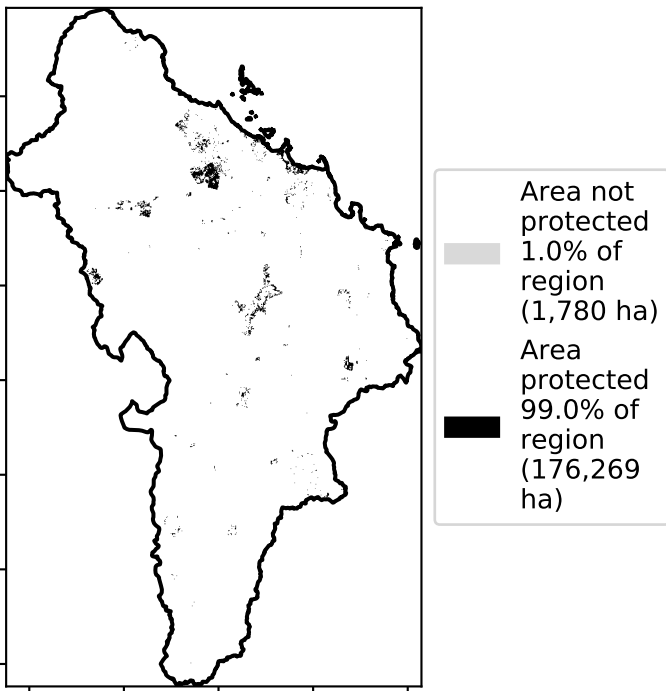 Area not
protected
1.0% of
region
(1,780 ha)
Area
protected
99.0% of
region
(176,269
ha)